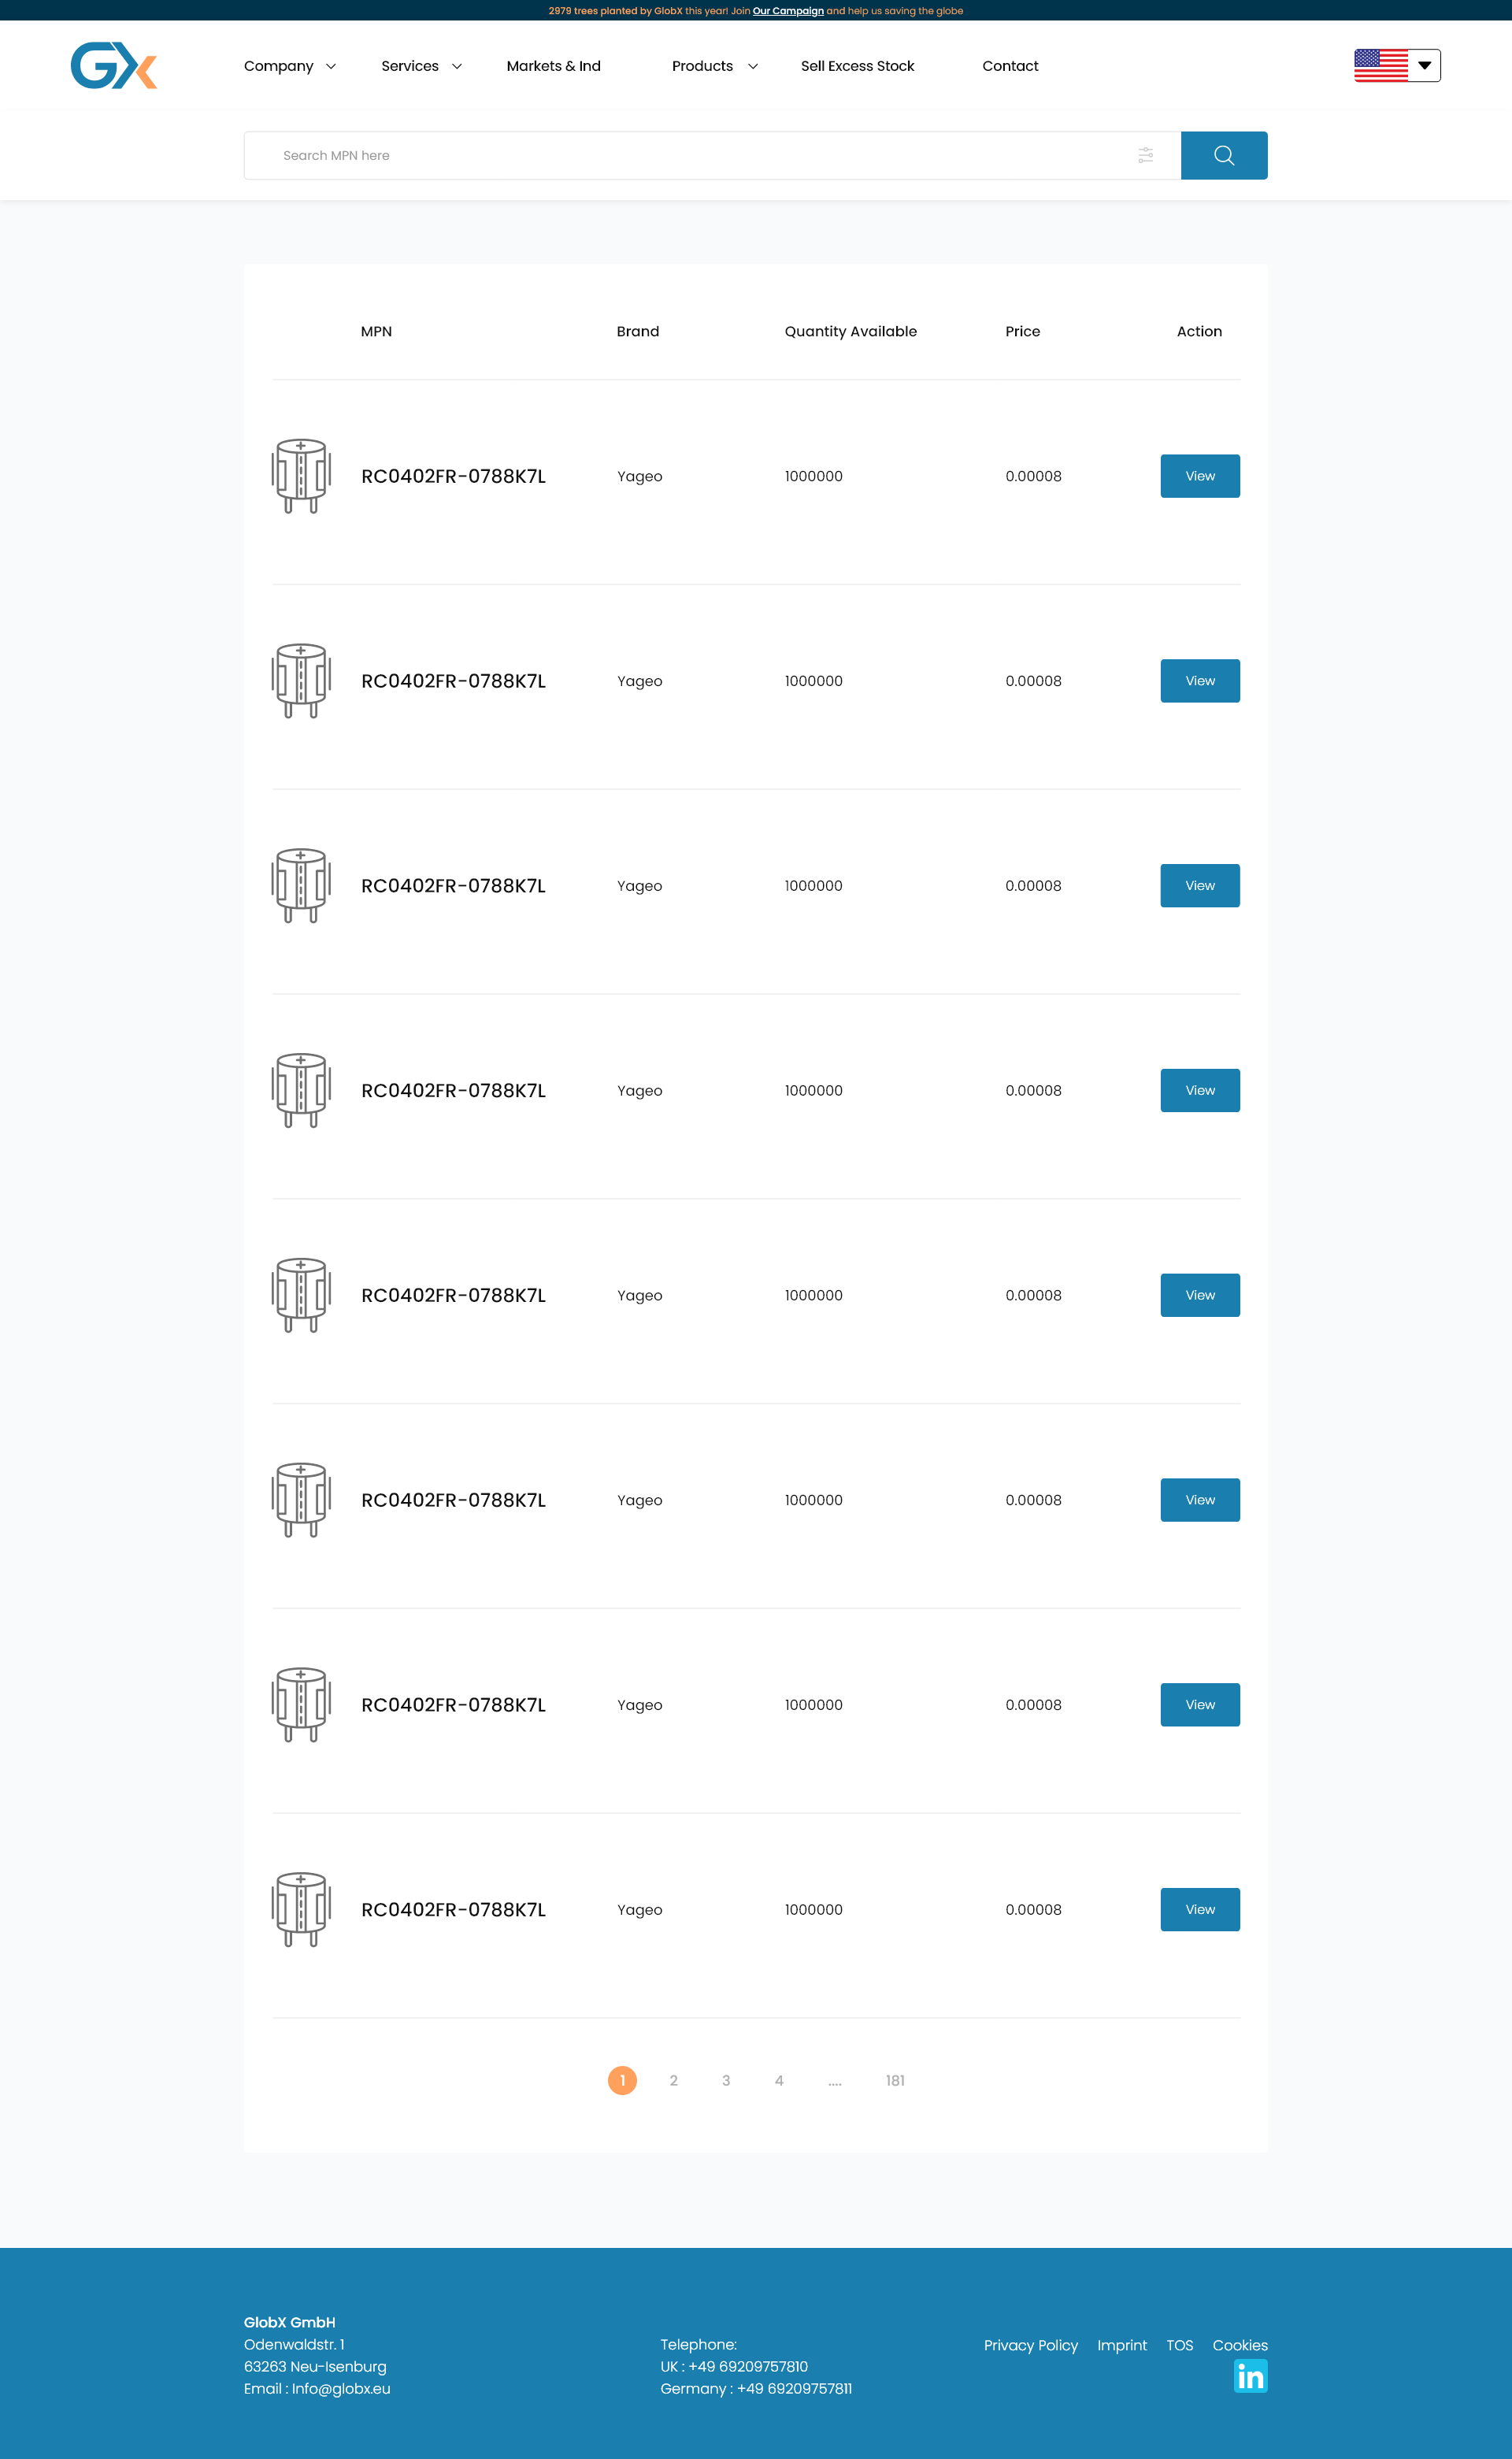 2979 trees planted by GlobX this year! Join Our Campaign and help us saving the globe
GX
Company Services Markets & Ind Products Sell Excess Stock Contact
Search MPN here
MPN Brand Quantity Available Price Action
RC0402FR-0788K7L Yageo 1000000 0.00008 View
RC0402FR-0788K7L Yageo 1000000 0.00008 View
RC0402FR-0788K7L Yageo 1000000 0.00008 View
RC0402FR-0788K7L Yageo 1000000 0.00008 View
RC0402FR-0788K7L Yageo 1000000 0.00008 View
RC0402FR-0788K7L Yageo 1000000 0.00008 View
RC0402FR-0788K7L Yageo 1000000 0.00008 View
RC0402FR-0788K7L Yageo 1000000 0.00008 View
1 2 3 4 .... 181
GlobX GmbH
Odenwaldstr. 1
63263 Neu-Isenburg
Email : Info@globx.eu
Telephone:
UK : +49 69209757810
Germany : +49 69209757811
Privacy Policy Imprint TOS Cookies
in